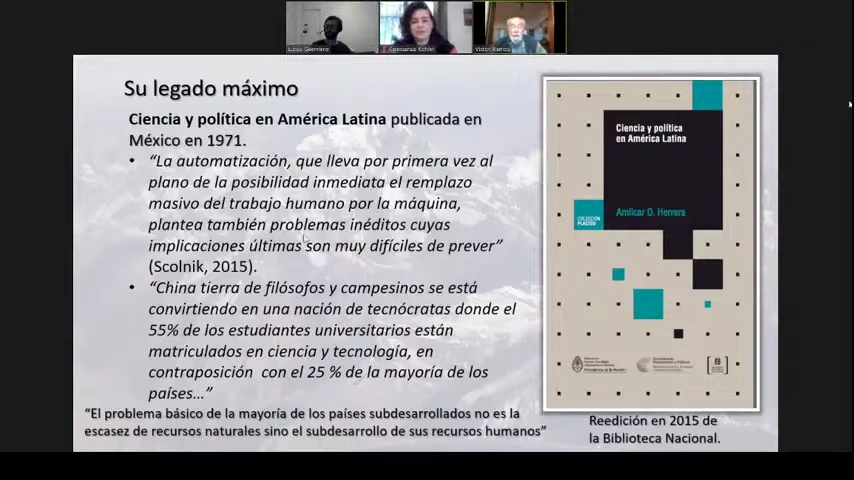 Constanza Kohler
Victor Ramos
Su legado máximo
Ciencia y política en América Latina publicada en
México en 1971.
• “La automatización, que lleva por primera vez al
plano de la posibilidad inmediata el remplazo
masivo del trabajo humano por la máquina,
plantea también problemas inéditos cuyas
implicaciones últimas son muy difíciles de prever”
(Scolnik, 2015).
• “China tierra de filósofos y campesinos se está
convirtiendo en una nación de tecnócratas donde el
55% de los estudiantes universitarios están
matriculados en ciencia y tecnología, en
contraposición con el 25 % de la mayoría de los
países…”
“El problema básico de la mayoría de los países subdesarrollados no es la
escasez de recursos naturales sino el subdesarrollo de sus recursos humanos”
Ciencia y política
en América Latina
Amílcar O. Herrera
COLECCIÓN
PLACTED
Reedición en 2015 de
la Biblioteca Nacional.